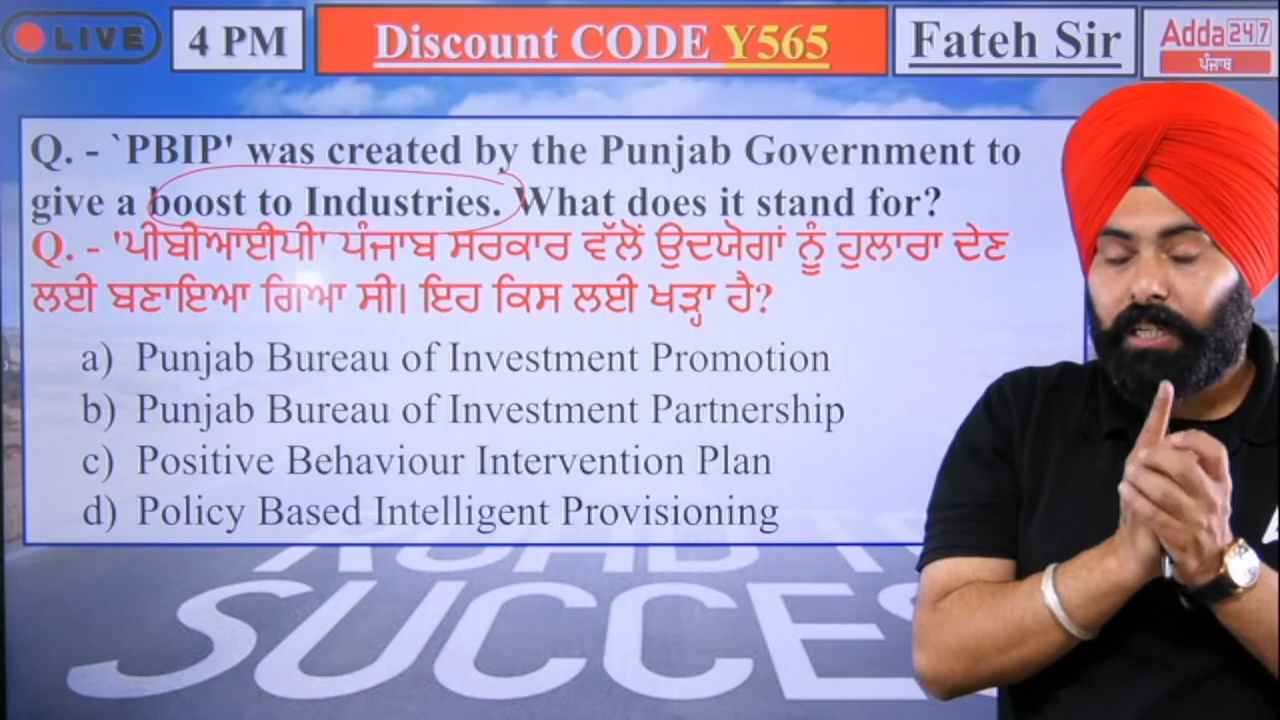 LIVE
4 PM
Discount CODE Y565
Fateh Sir
Adda247
ਪੰਜਾਬ
Q. - `PBIP' was created by the Punjab Government to
give a boost to Industries. What does it stand for?
Q. - 'ਪੀਬੀਆਈਪੀ' ਪੰਜਾਬ ਸਰਕਾਰ ਵੱਲੋਂ ਉਦਯੋਗਾਂ ਨੂੰ ਹੁਲਾਰਾ ਦੇਣ
ਲਈ ਬਣਾਇਆ ਗਿਆ ਸੀ। ਇਹ ਕਿਸ ਲਈ ਖੜ੍ਹਾ ਹੈ?
a) Punjab Bureau of Investment Promotion
b) Punjab Bureau of Investment Partnership
c) Positive Behaviour Intervention Plan
d) Policy Based Intelligent Provisioning
ROAD TO
SUCCES